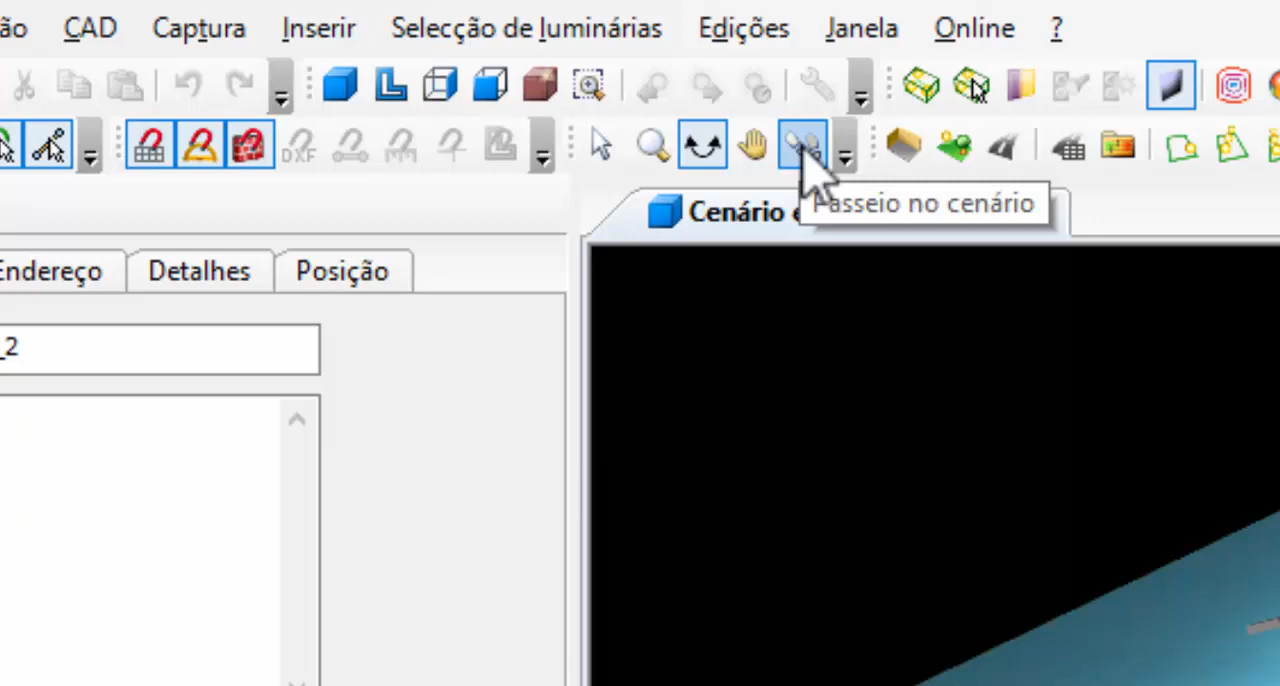 ão CAD Captura Inserir Selecção de luminárias Edições Janela Online ?
DXF
Passeio no cenário
Cenário e
Endereço Detalhes Posição
_2